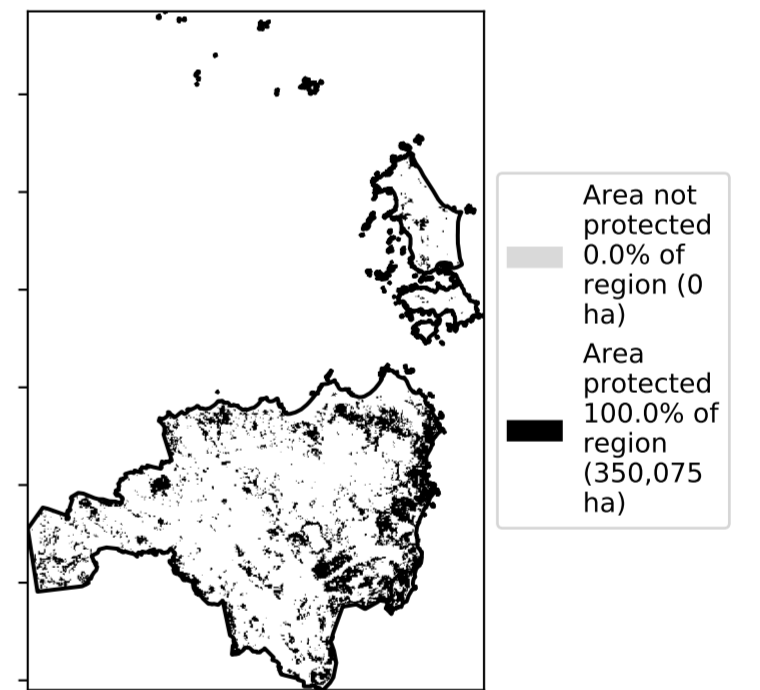 Area not
protected
0.0% of
region (0
ha)
Area
protected
100.0% of
region
(350,075
ha)